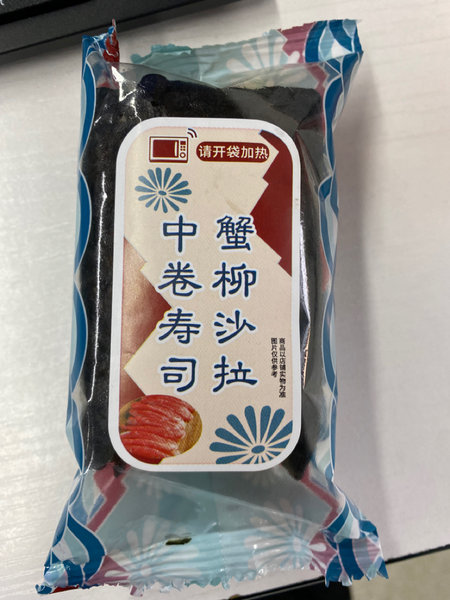 请开袋加热
蟹柳沙拉
中卷寿司
商品以店铺实物为准
图片仅供参考